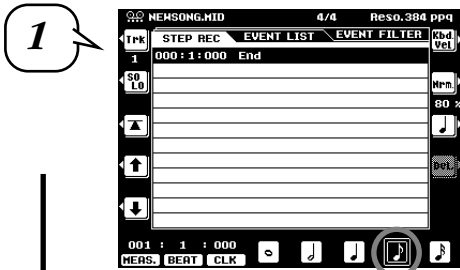 1
NEWSONG.MID 4/4 Reso.384 ppq
Trk STEP REC EVENT LIST EVENT FILTER Kbd. Vel
1 000:1:000 End
SO LO Nrm.
80 %
Del.
001 : 1 : 000
MEAS. BEAT CLK